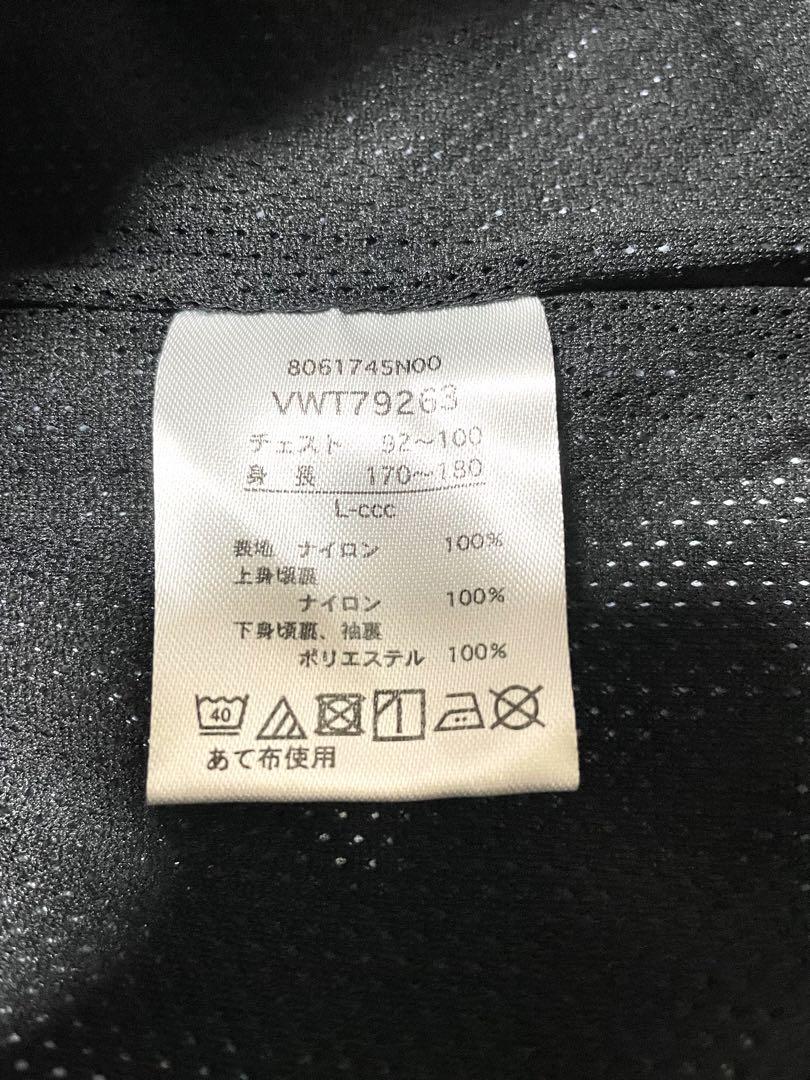 8061745N00
VWT79263
チェスト 92〜100
身長 170〜180
L-ccc
表地 ナイロン 100%
上身頃裏
ナイロン 100%
下身頃裏、袖裏
ポリエステル 100%
40
あて布使用